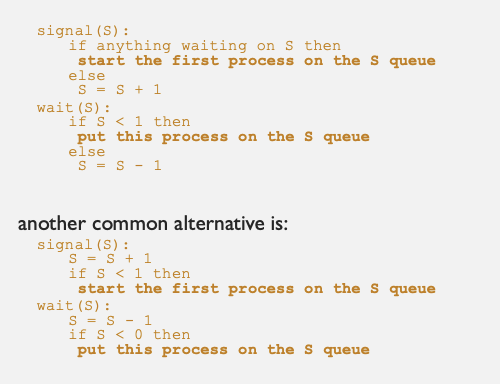 signal(S):
if anything waiting on S then
start the first process on the S queue
else
S = S + 1
wait(S):
if S < 1 then
put this process on the S queue
else
S = S - 1
another common alternative is:
signal(S):
S = S + 1
if S < 1 then
start the first process on the S queue
wait(S):
S = S - 1
if S < 0 then
put this process on the S queue